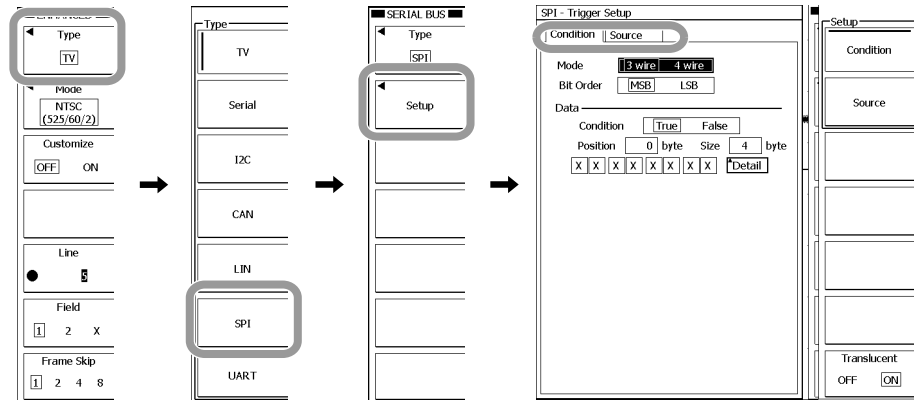 ENHANCED
Type
TV
Mode
NTSC
(525/60/2)
Customize
OFF ON
Line
5
Field
1 2 X
Frame Skip
1 2 4 8
Type
TV
Serial
I2C
CAN
LIN
SPI
UART
SERIAL BUS
Type
SPI
Setup
SPI - Trigger Setup
Condition Source
Mode 3 wire 4 wire
Bit Order MSB LSB
Data
Condition True False
Position 0 byte Size 4 byte
X X X X X X X X Detail
Setup
Condition
Source
Translucent
OFF ON